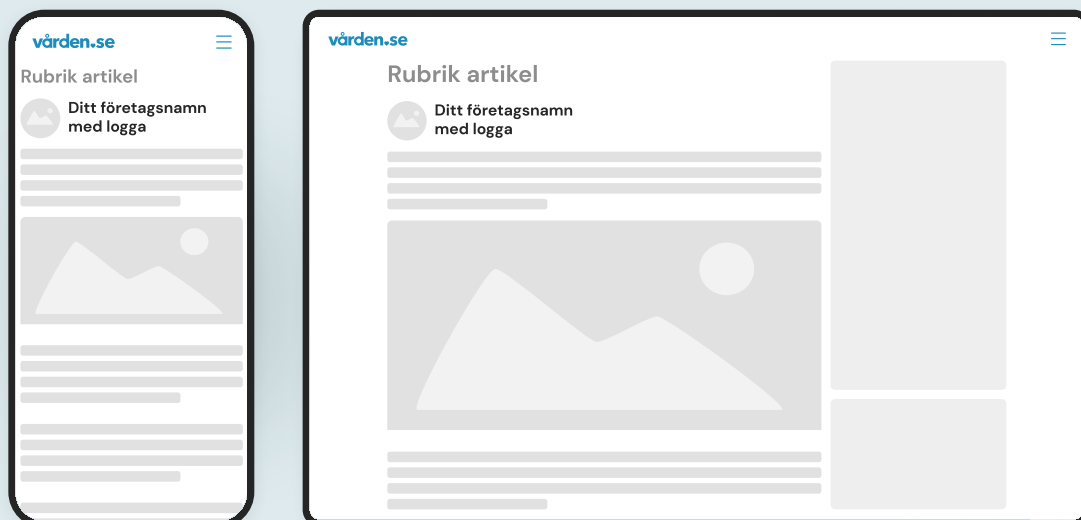 vården.se
Rubrik artikel
Ditt företagsnamn
med logga
vården.se
Rubrik artikel
Ditt företagsnamn
med logga